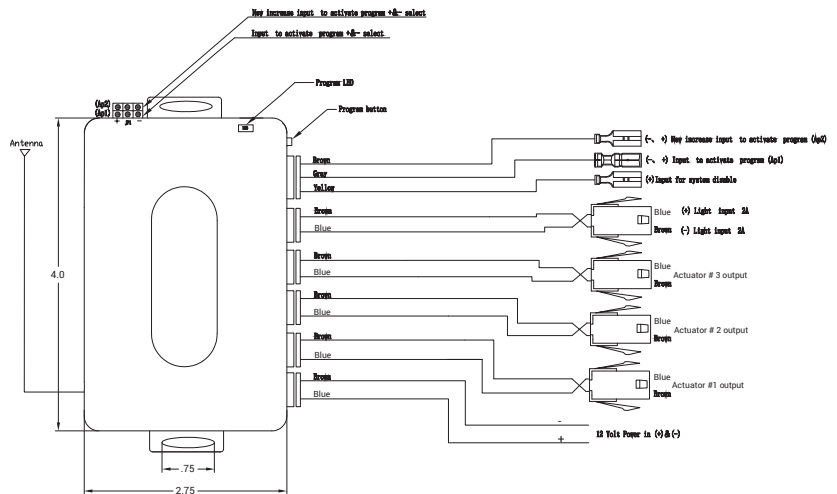 New increase input to activate program +&- select
Input to activate program +&- select
Program LED
Program button
(Ap2)
(Ap1)
+ JP1 -
Antenna
Brown
Gray
Yellow
(-、+) New increase input to activate program (Ap2)
(-、+) Input to activate program (Ap1)
(+)Input for system disable
Brown
Blue
Blue (+) Light input 2A
Brown (-) Light input 2A
4.0
Brown
Blue
Blue
Actuator # 3 output
Brown
Brown
Blue
Blue
Actuator # 2 output
Brown
Brown
Blue
Blue
Actuator #1 output
Brown
Brown
Blue
-
+
12 Volt Power in (+)&(-)
.75
2.75